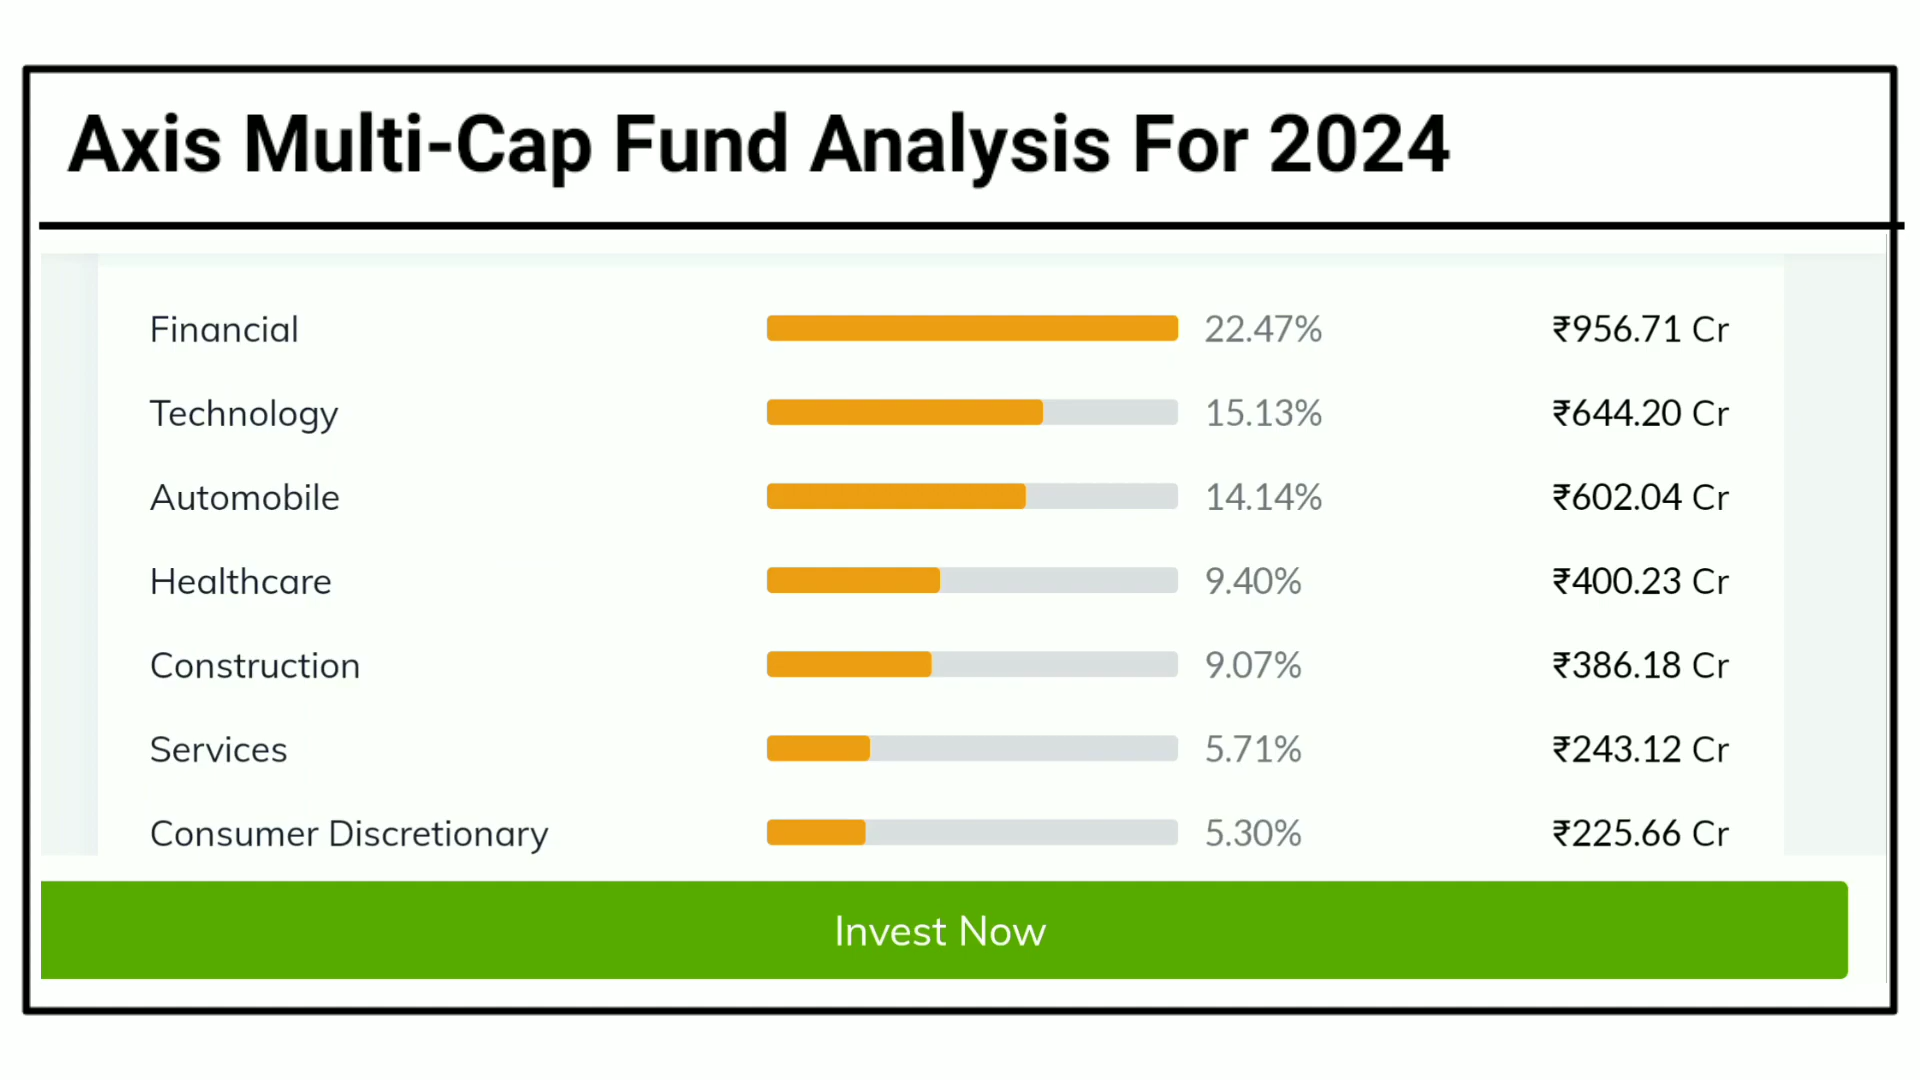 Axis Multi-Cap Fund Analysis For 2024
Financial 22.47% ₹956.71 Cr
Technology 15.13% ₹644.20 Cr
Automobile 14.14% ₹602.04 Cr
Healthcare 9.40% ₹400.23 Cr
Construction 9.07% ₹386.18 Cr
Services 5.71% ₹243.12 Cr
Consumer Discretionary 5.30% ₹225.66 Cr
Invest Now